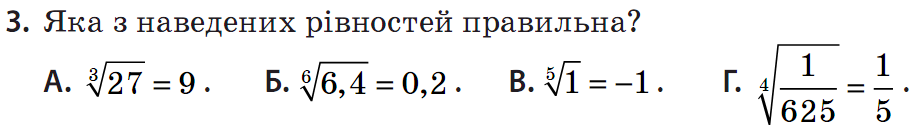 3. Яка з наведених рівностей правильна?
А. ∛27 = 9 . Б. ⁶√6,4 = 0,2 . В. ⁵√1 = −1 . Г. ⁴√(1/625) = 1/5 .